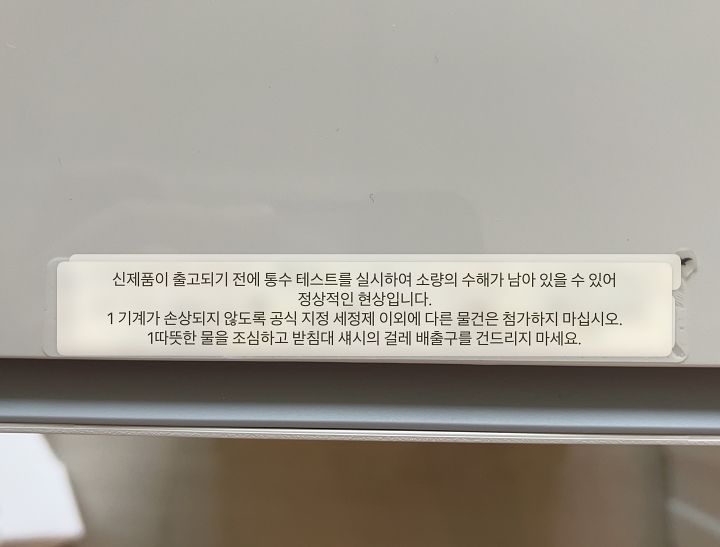 신제품이 출고되기 전에 통수 테스트를 실시하여 소량의 수해가 남아 있을 수 있어
정상적인 현상입니다.
1 기계가 손상되지 않도록 공식 지정 세정제 이외에 다른 물건은 첨가하지 마십시오.
1따뜻한 물을 조심하고 받침대 섀시의 걸레 배출구를 건드리지 마세요.